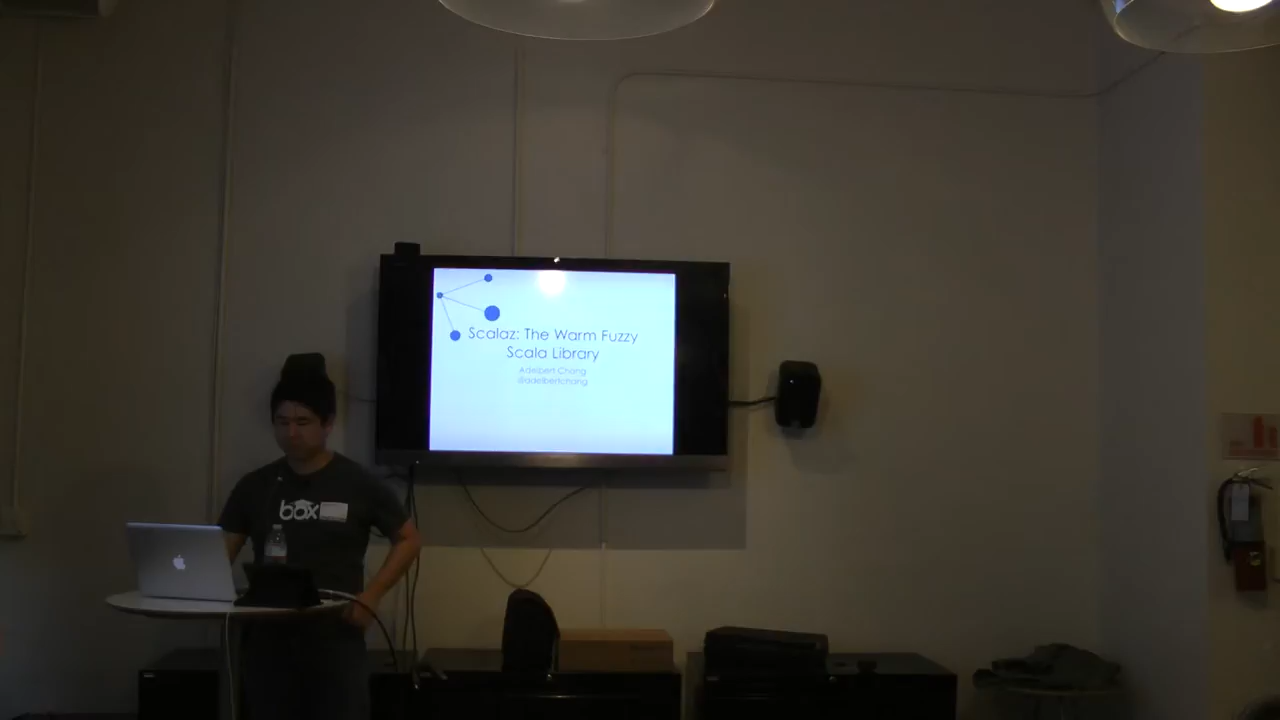 Scalaz: The Warm Fuzzy
Scala Library
Adelbert Chang
@adelbertchang
box